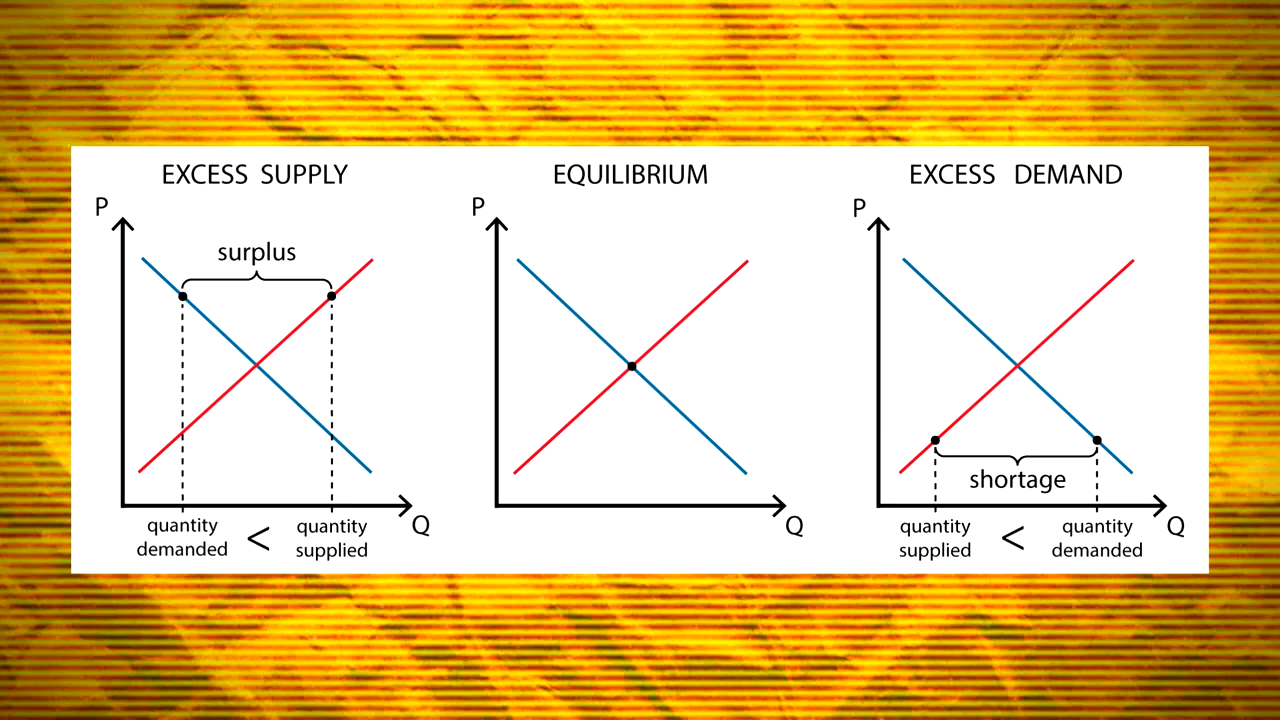 EXCESS SUPPLY
P
surplus
quantity
demanded
<
quantity
supplied
Q
EQUILIBRIUM
P
Q
EXCESS DEMAND
P
shortage
quantity
supplied
<
quantity
demanded
Q